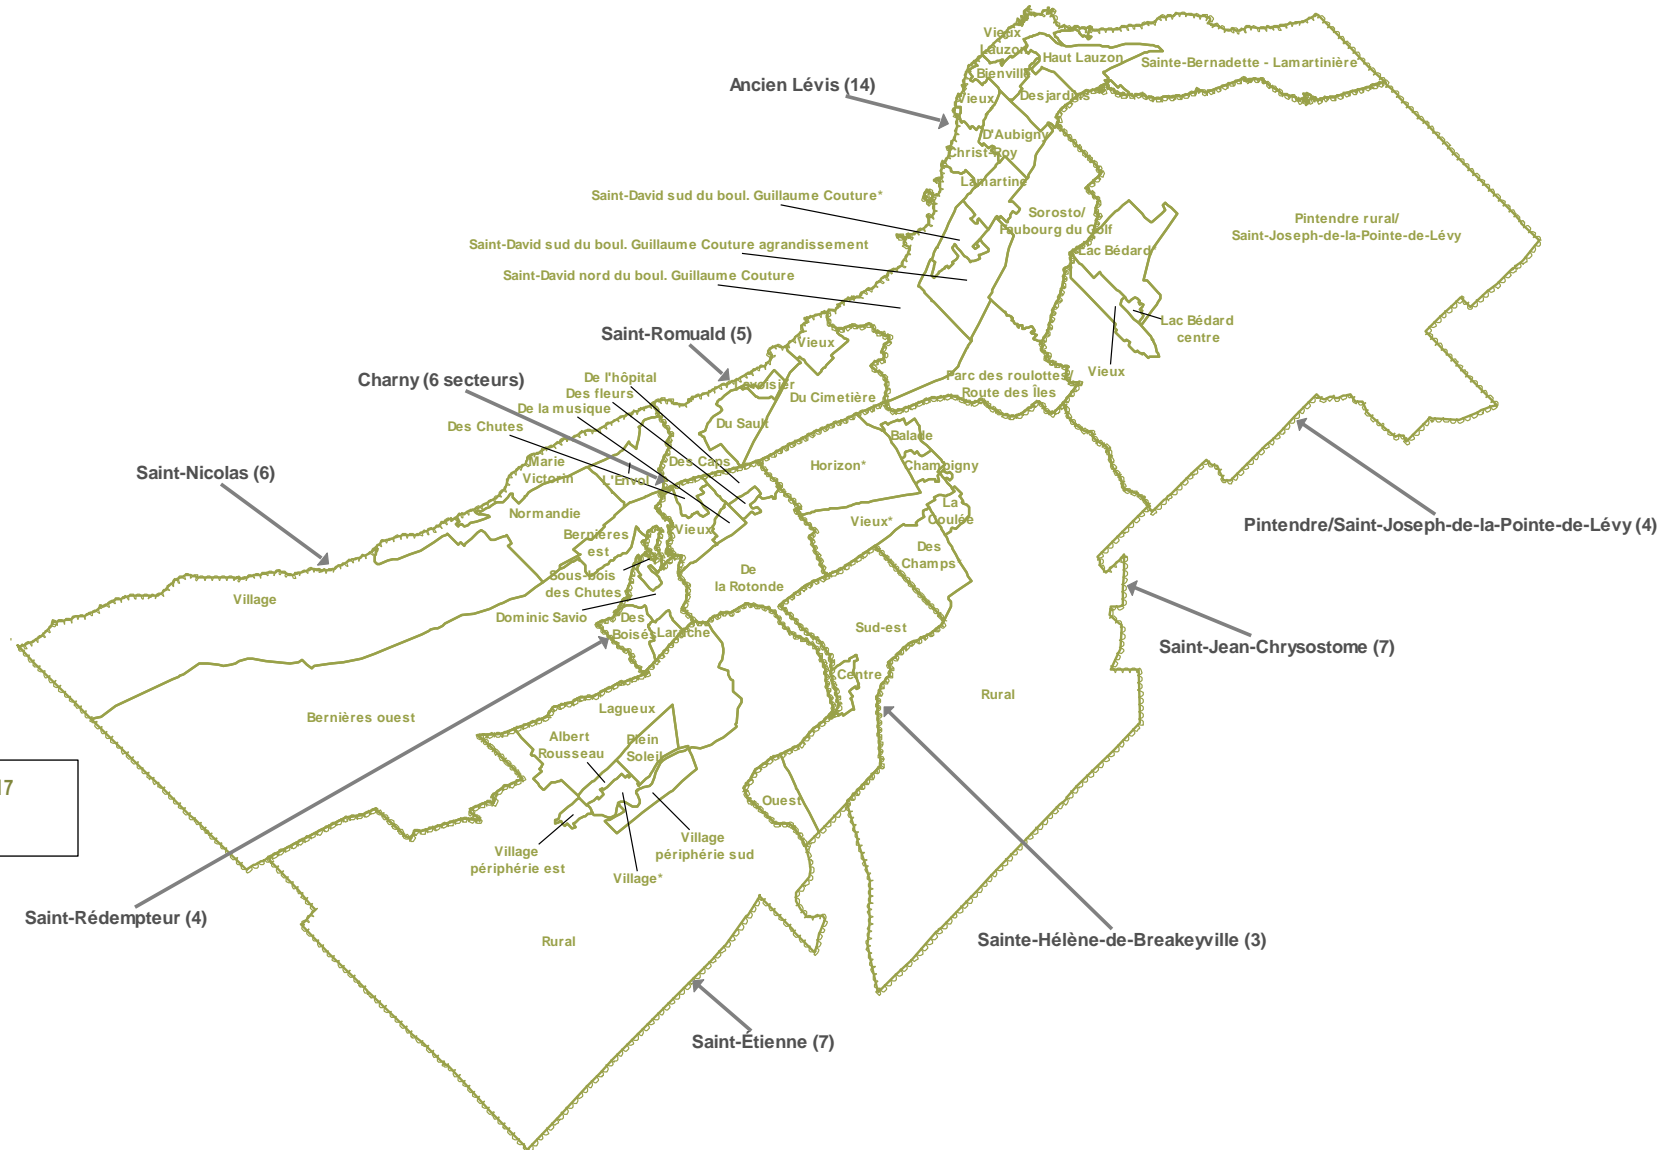 Vieux
Lauzon
Haut Lauzon
Sainte-Bernadette - Lamartinière
Bienville
Ancien Lévis (14)
Vieux
Desjardins
D'Aubigny
Christ-Roy
Lamartine
Saint-David sud du boul. Guillaume Couture*
Sorosto/
Faubourg du Golf
Pintendre rural/
Saint-Joseph-de-la-Pointe-de-Lévy
Saint-David sud du boul. Guillaume Couture agrandissement
Lac Bédard
Saint-David nord du boul. Guillaume Couture
Lac Bédard
centre
Saint-Romuald (5)
Vieux
Vieux
Charny (6 secteurs)
De l'hôpital
Lavoisier
Parc des roulottes/
Route des Îles
Des fleurs
Du Cimetière
De la musique
Des Chutes
Du Sault
Balade
Saint-Nicolas (6)
Marie
Victorin
Des Caps
Horizon*
Champigny
L'Envol
Normandie
La
Coulée
Vieux
Vieux*
Pintendre/Saint-Joseph-de-la-Pointe-de-Lévy (4)
Bernières
est
Des
Champs
Sous-bois
des Chutes
De
la Rotonde
Village
Dominic Savio
Des
Boisés
Laroche
Sud-est
Saint-Jean-Chrysostome (7)
Centre
Rural
Bernières ouest
Lagueux
Albert
Rousseau
Plein
Soleil
17
Ouest
Village
périphérie sud
Village
périphérie est
Village*
Saint-Rédempteur (4)
Rural
Sainte-Hélène-de-Breakeyville (3)
Saint-Étienne (7)